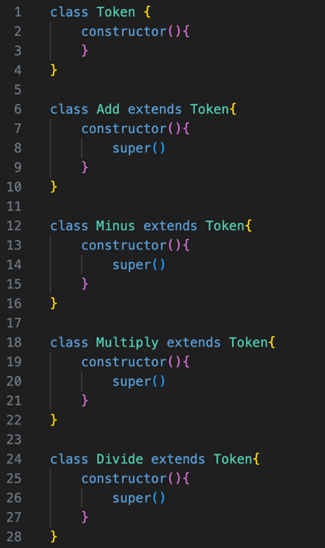 1 class Token {
2     constructor(){
3     }
4 }
5
6 class Add extends Token{
7     constructor(){
8         super()
9     }
10 }
11
12 class Minus extends Token{
13     constructor(){
14         super()
15     }
16 }
17
18 class Multiply extends Token{
19     constructor(){
20         super()
21     }
22 }
23
24 class Divide extends Token{
25     constructor(){
26         super()
27     }
28 }